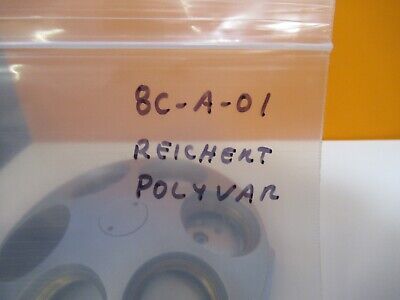 8C-A-01
REICHERT
POLYVAR